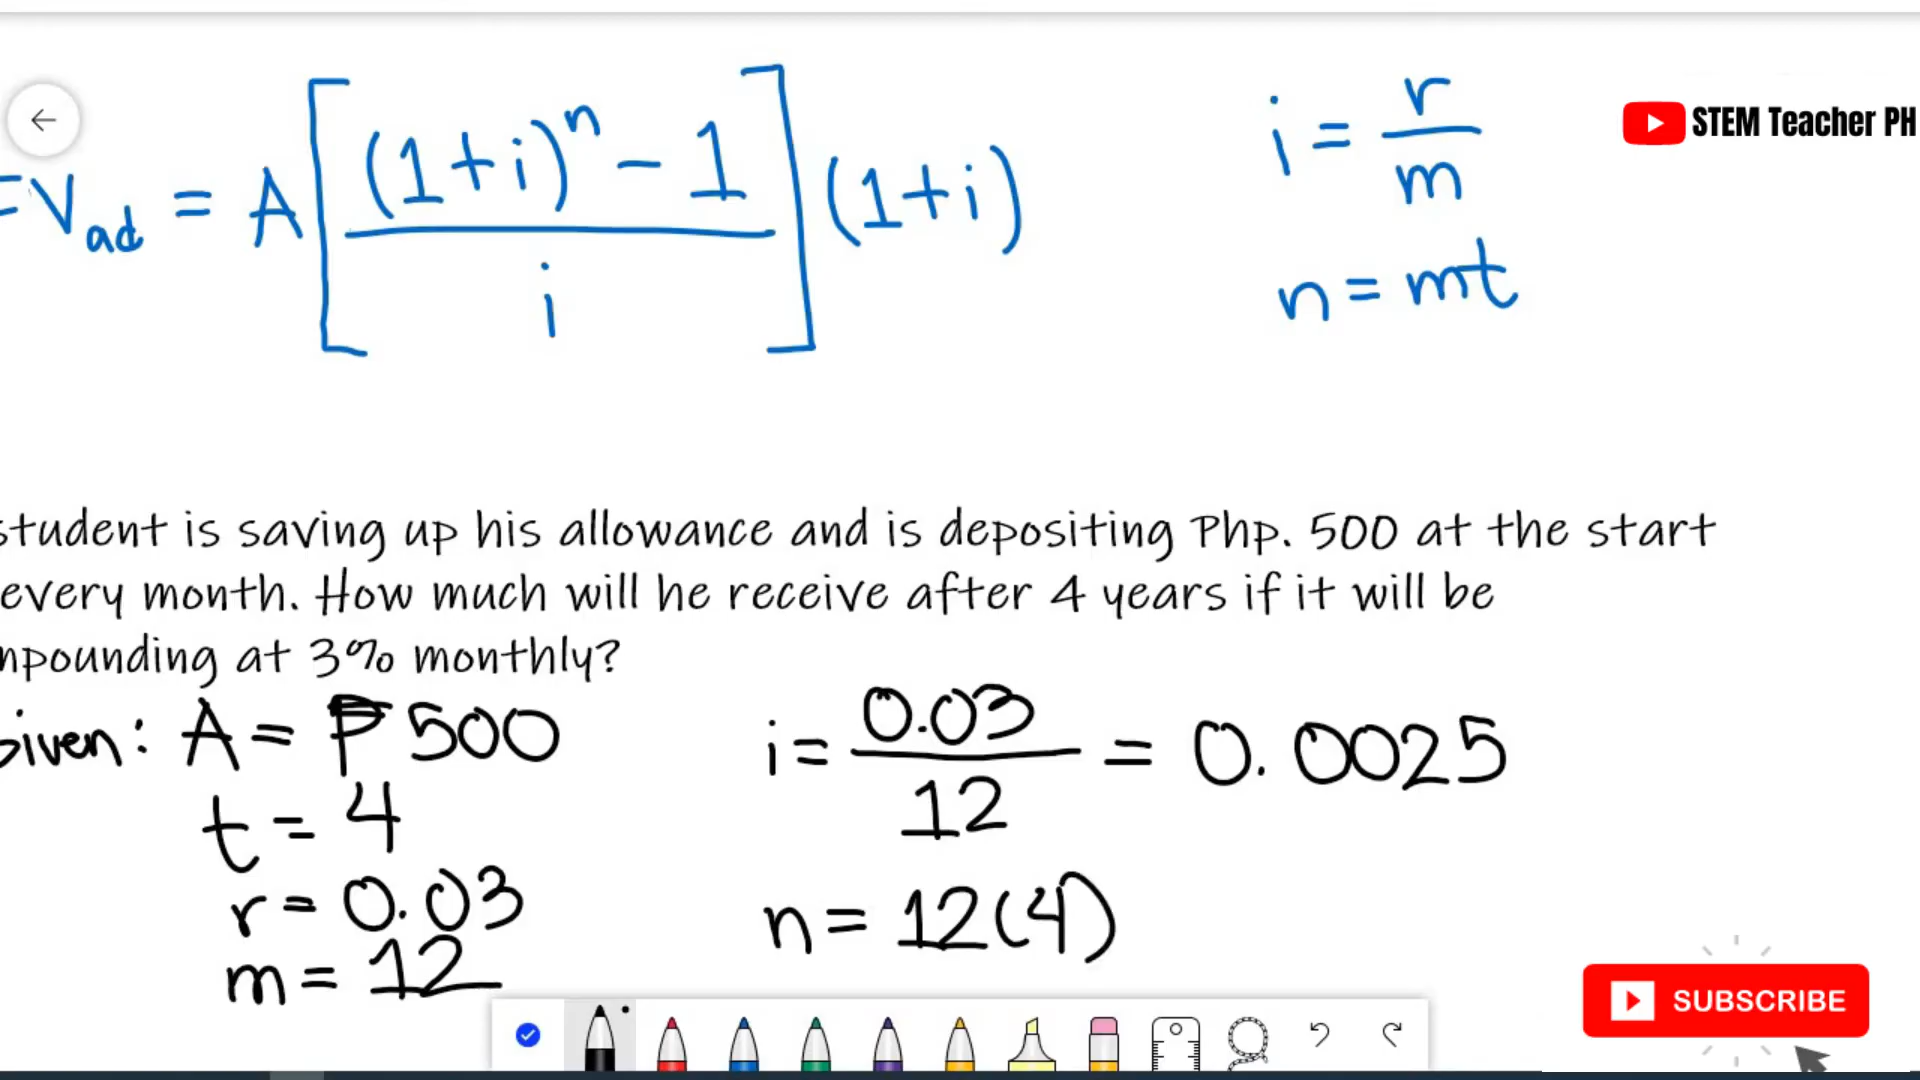 FV_ad = A[((1+i)^n - 1)/i](1+i)
i = r/m
STEM Teacher PH
n = mt
student is saving up his allowance and is depositing Php. 500 at the start
every month. How much will he receive after 4 years if it will be
mpounding at 3% monthly?
Given: A = ₱500
i = 0.03/12 = 0.0025
t = 4
r = 0.03
n = 12(4)
m = 12
SUBSCRIBE